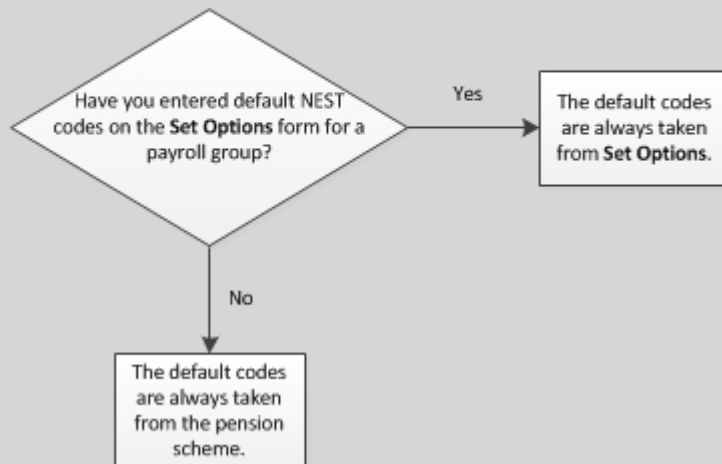 Have you entered default NEST
codes on the Set Options form for a
payroll group?
Yes
The default codes
are always taken
from Set Options.
No
The default codes
are always taken
from the pension
scheme.